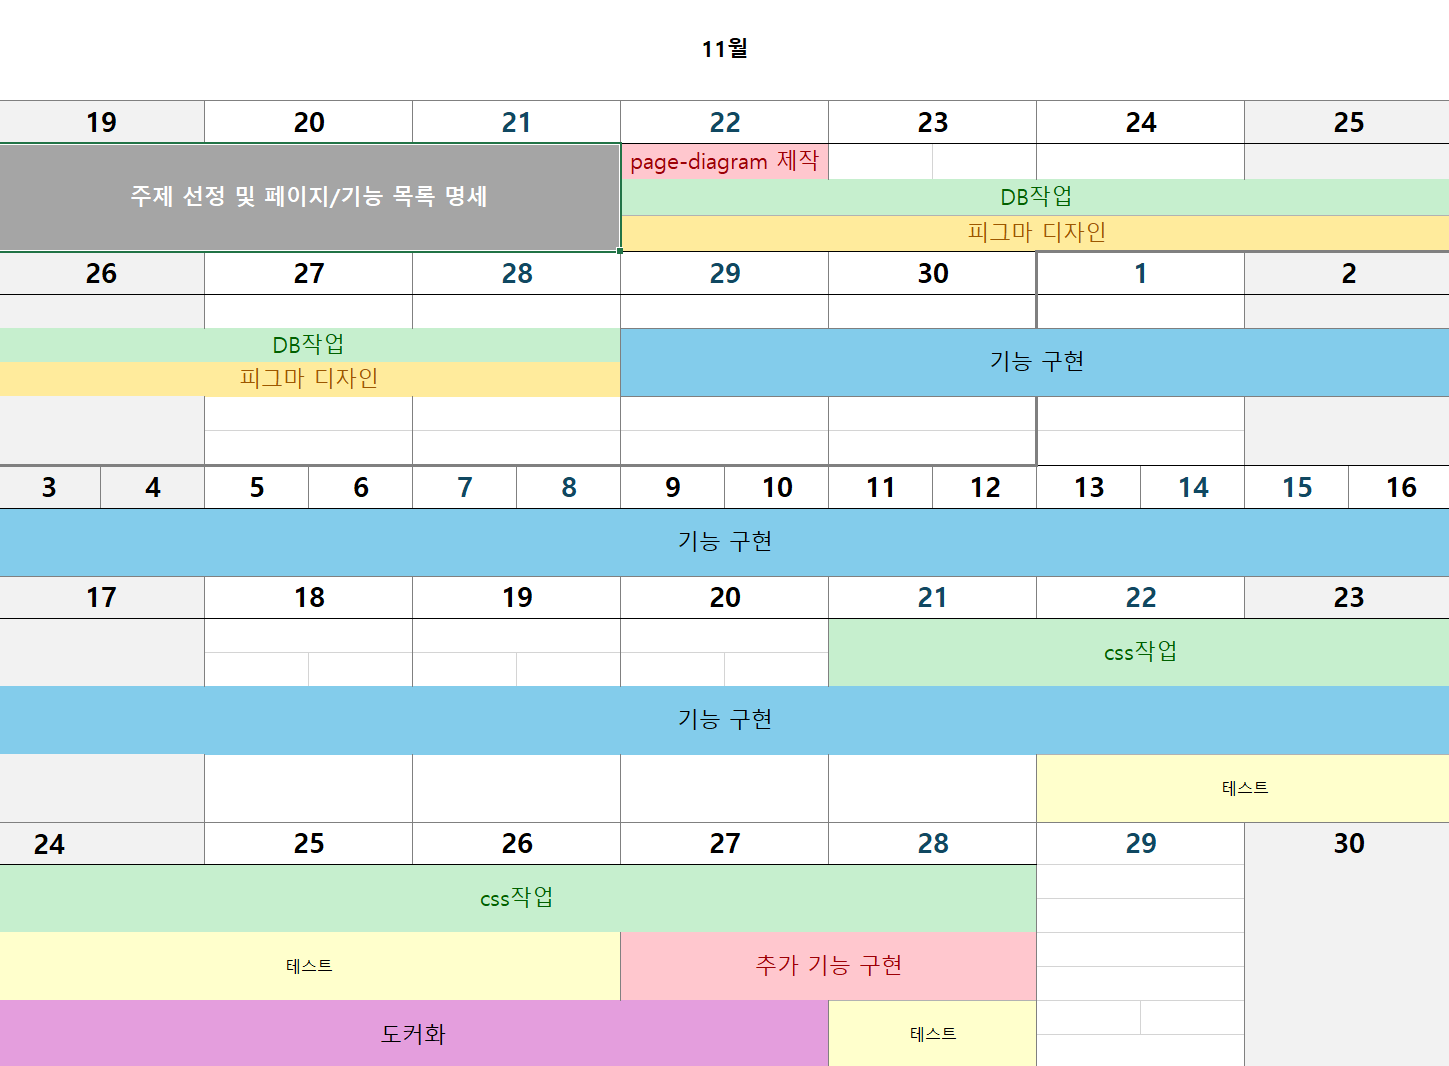 11월
19 20 21 22 23 24 25
주제 선정 및 페이지/기능 목록 명세
page-diagram 제작
DB작업
피그마 디자인
26 27 28 29 30 1 2
DB작업
피그마 디자인
기능 구현
3 4 5 6 7 8 9 10 11 12 13 14 15 16
기능 구현
17 18 19 20 21 22 23
css작업
기능 구현
테스트
24 25 26 27 28 29 30
css작업
테스트
추가 기능 구현
도커화
테스트